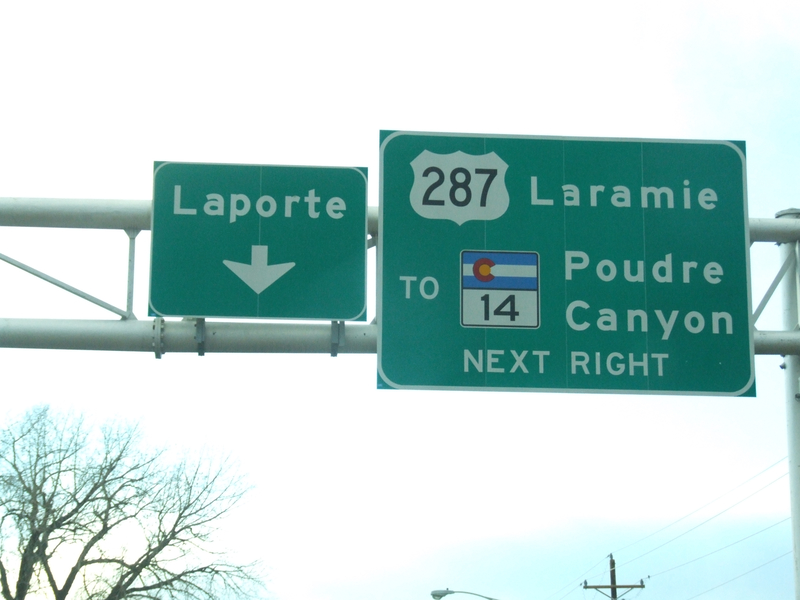 Laporte
287 Laramie
TO 14 Poudre
Canyon
NEXT RIGHT